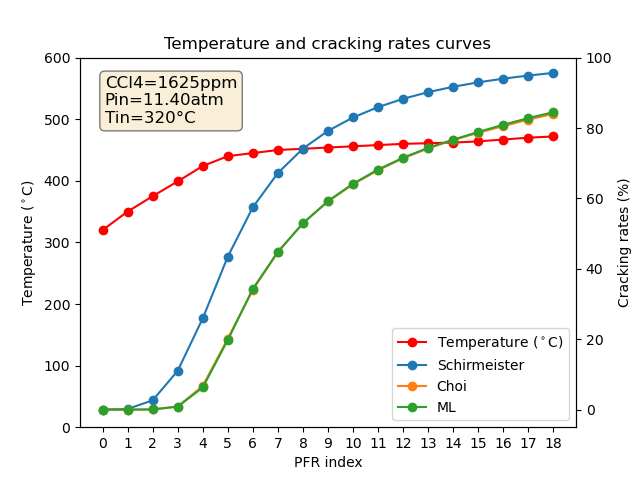 Temperature and cracking rates curves
CCl4=1625ppm
Pin=11.40atm
Tin=320°C
Temperature (°C)
600
500
400
300
200
100
0
Cracking rates (%)
100
80
60
40
20
0
Temperature (°C)
Schirmeister
Choi
ML
0 1 2 3 4 5 6 7 8 9 10 11 12 13 14 15 16 17 18
PFR index